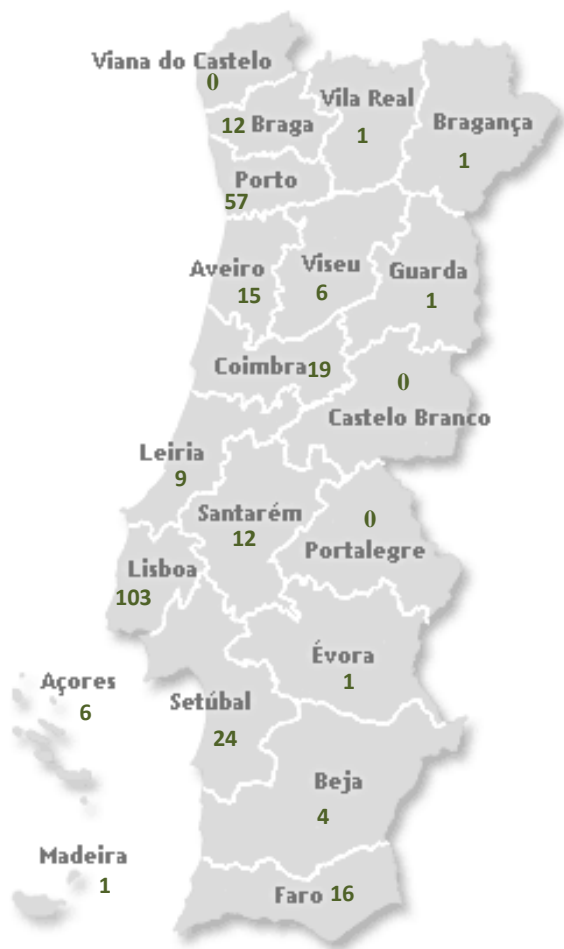 Viana do Castelo
0
Vila Real
1
Bragança
1
12 Braga
Porto
57
Aveiro
15
Viseu
6
Guarda
1
Coimbra 19
0
Castelo Branco
Leiria
9
Santarém
12
0
Portalegre
Lisboa
103
Évora
1
Açores
6
Setúbal
24
Beja
4
Madeira
1
Faro 16